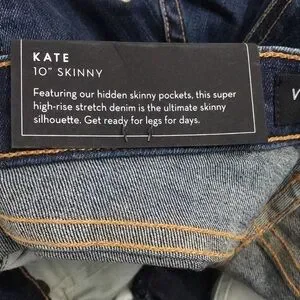 KATE
10" SKINNY
Featuring our hidden skinny pockets, this super
high-rise stretch denim is the ultimate skinny
silhouette. Get ready for legs for days.
V